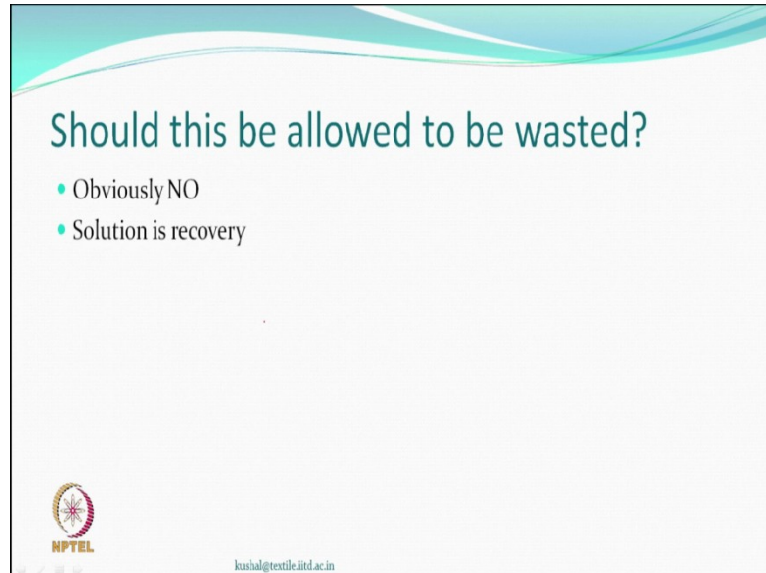 Should this be allowed to be wasted?
Obviously NO
Solution is recovery
NPTEL
kushal@textile.iitd.ac.in